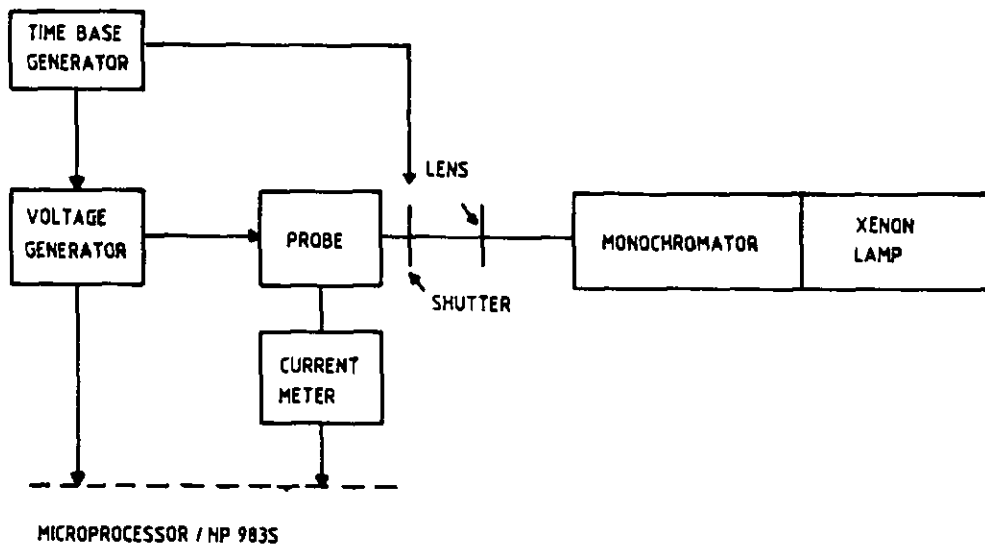 TIME BASE
GENERATOR
LENS
VOLTAGE
GENERATOR
PROBE
MONOCHROMATOR
XENON
LAMP
SHUTTER
CURRENT
METER
MICROPROCESSOR / HP 9835